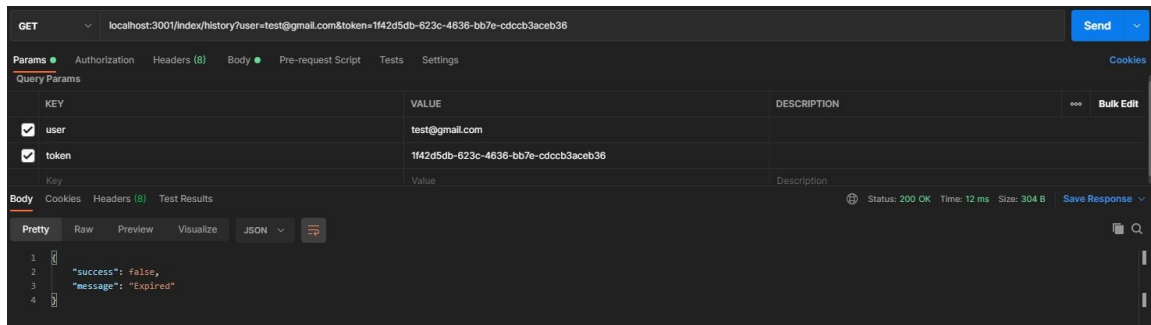 GET localhost:3001/index/history?user=test@gmail.com&token=1f42d5db-623c-4636-bb7e-cdccb3aceb36 Send
Params Authorization Headers (8) Body Pre-request Script Tests Settings Cookies
Query Params
KEY VALUE DESCRIPTION ooo Bulk Edit
user test@gmail.com
token 1f42d5db-623c-4636-bb7e-cdccb3aceb36
Key Value Description
Body Cookies Headers (8) Test Results Status: 200 OK Time: 12 ms Size: 304 B Save Response
Pretty Raw Preview Visualize JSON
1 {
2 "success": false,
3 "message": "Expired"
4 }